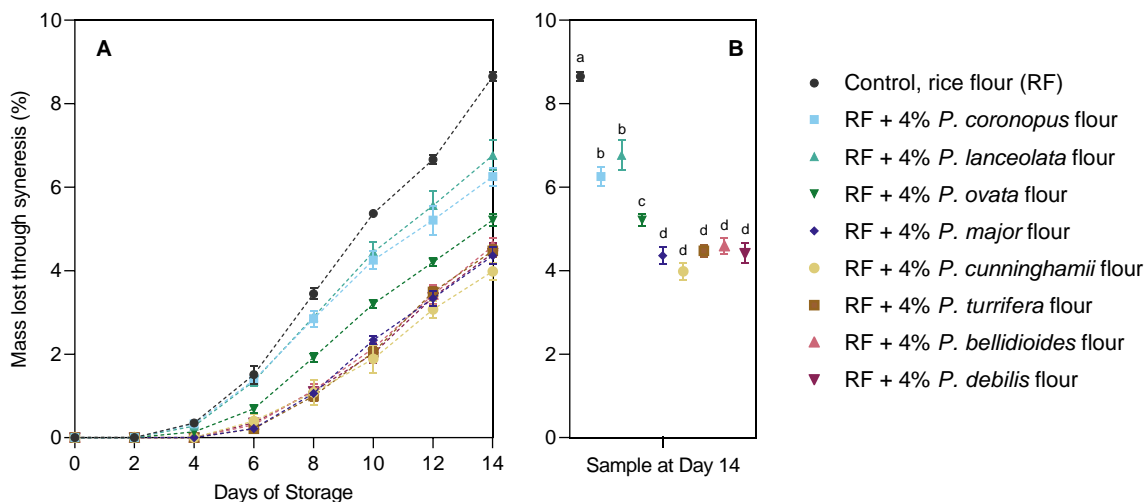 A
Mass lost through syneresis (%)
10
8
6
4
2
0
0 2 4 6 8 10 12 14
Days of Storage
B
10
8
6
4
2
0
a
b
b
c
d
d
d
d
d
Sample at Day 14
Control, rice flour (RF)
RF + 4% P. coronopus flour
RF + 4% P. lanceolata flour
RF + 4% P. ovata flour
RF + 4% P. major flour
RF + 4% P. cunninghamii flour
RF + 4% P. turrifera flour
RF + 4% P. bellidioides flour
RF + 4% P. debilis flour